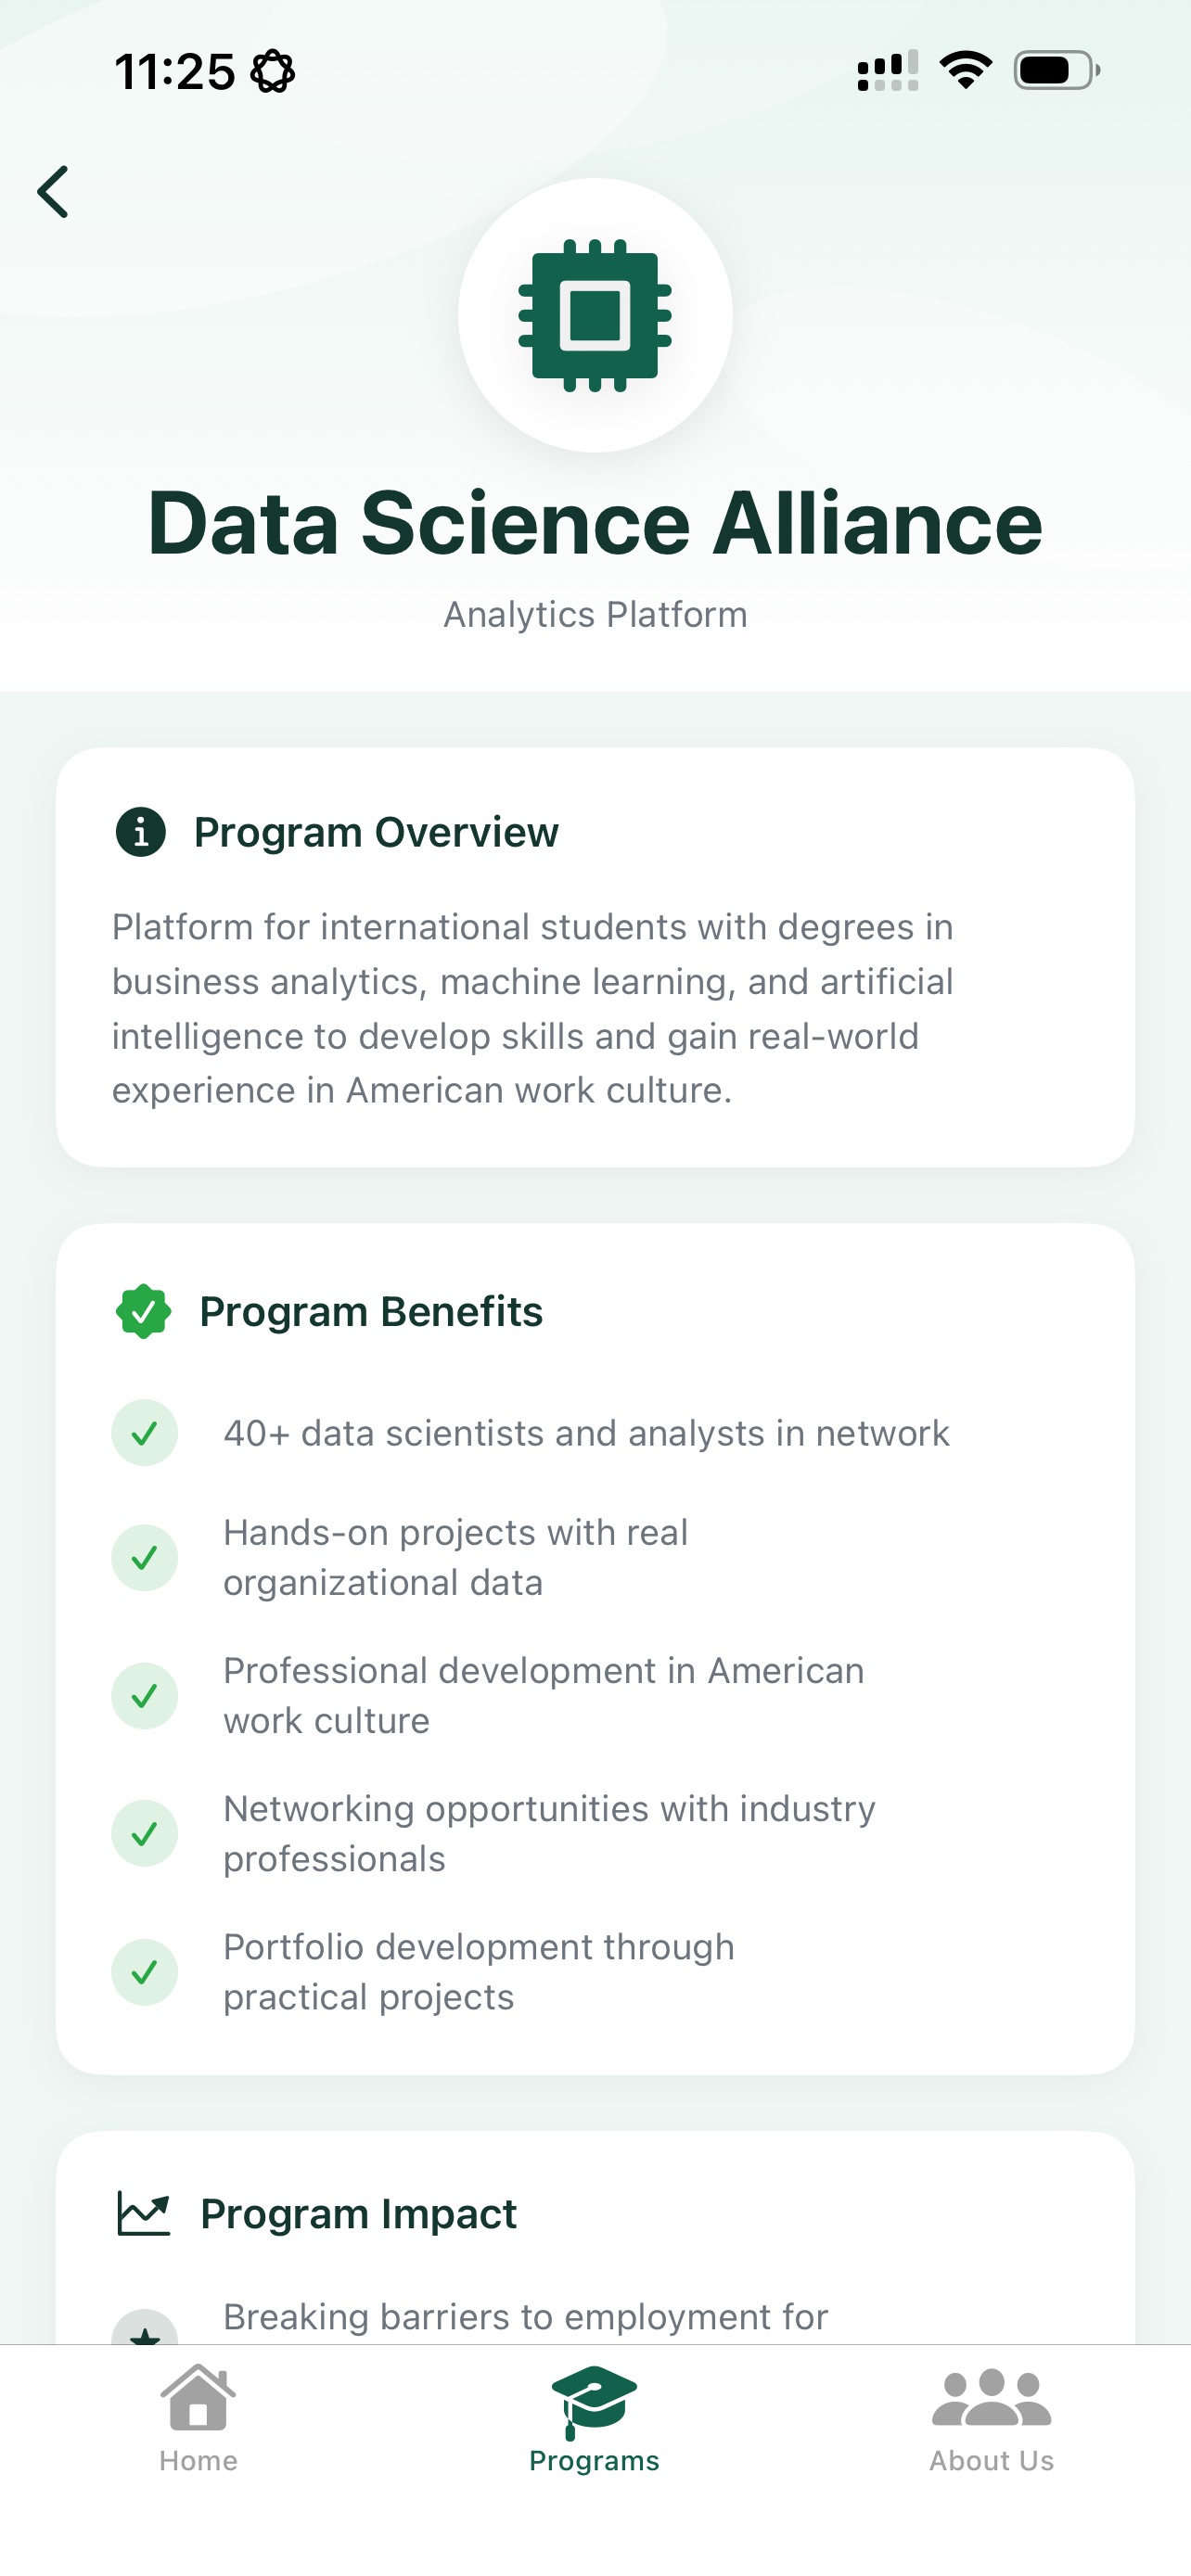 11:25
Data Science Alliance
Analytics Platform
Program Overview
Platform for international students with degrees in
business analytics, machine learning, and artificial
intelligence to develop skills and gain real-world
experience in American work culture.
Program Benefits
40+ data scientists and analysts in network
Hands-on projects with real
organizational data
Professional development in American
work culture
Networking opportunities with industry
professionals
Portfolio development through
practical projects
Program Impact
Breaking barriers to employment for
Home
Programs
About Us